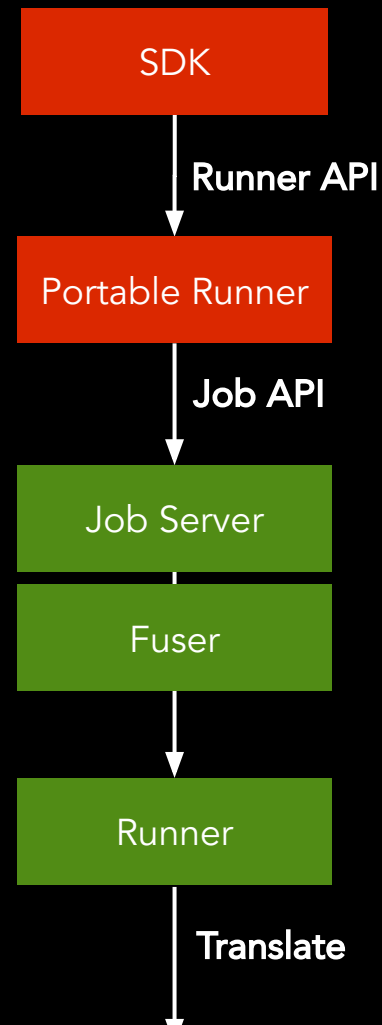 SDK
Runner API
Portable Runner
Job API
Job Server
Fuser
Runner
Translate